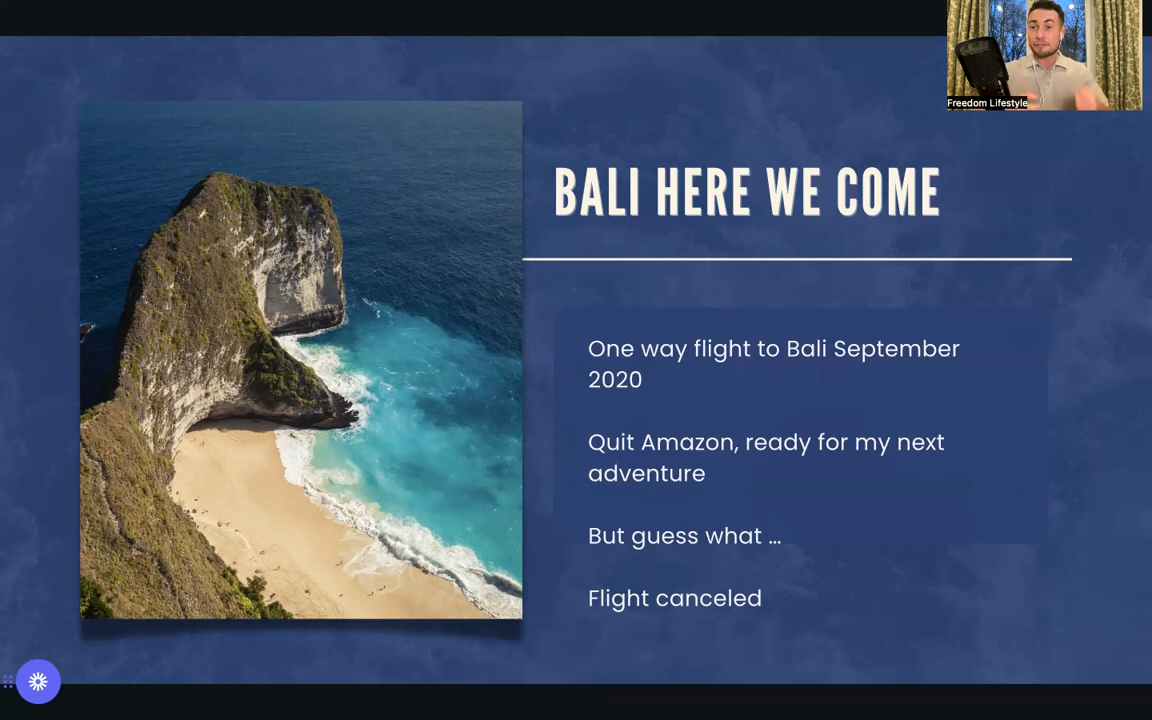 Freedom Lifestyle
BALI HERE WE COME
One way flight to Bali September
2020
Quit Amazon, ready for my next
adventure
But guess what ...
Flight canceled